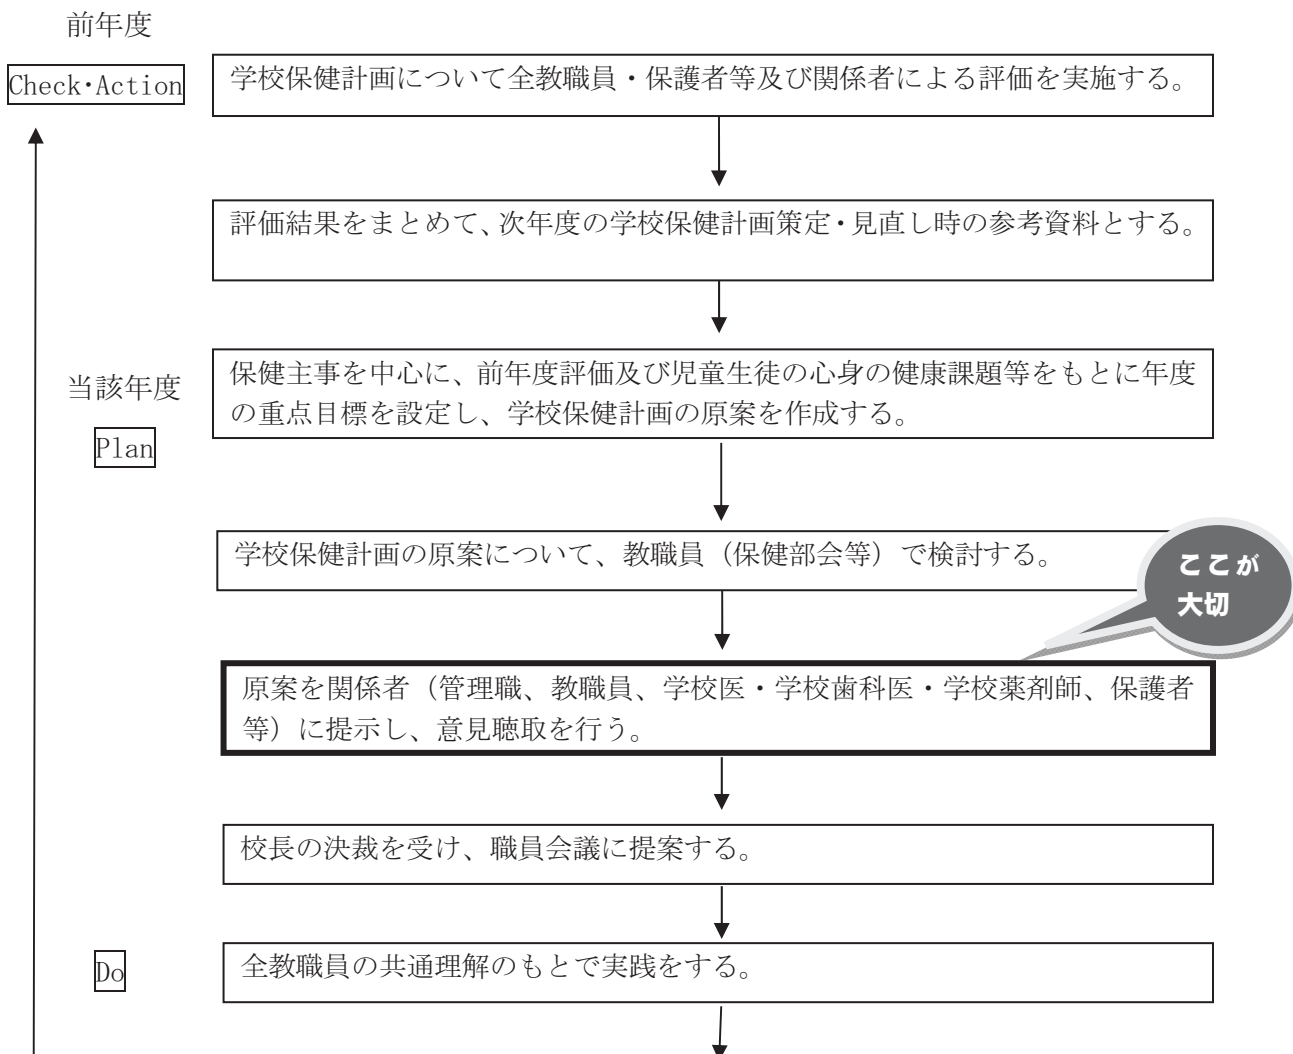 前年度
Check・Action
学校保健計画について全教職員・保護者等及び関係者による評価を実施する。
評価結果をまとめて、次年度の学校保健計画策定・見直し時の参考資料とする。
当該年度
Plan
保健主事を中心に、前年度評価及び児童生徒の心身の健康課題等をもとに年度
の重点目標を設定し、学校保健計画の原案を作成する。
学校保健計画の原案について、教職員（保健部会等）で検討する。
ここが
大切
原案を関係者（管理職、教職員、学校医・学校歯科医・学校薬剤師、保護者
等）に提示し、意見聴取を行う。
校長の決裁を受け、職員会議に提案する。
Do
全教職員の共通理解のもとで実践をする。